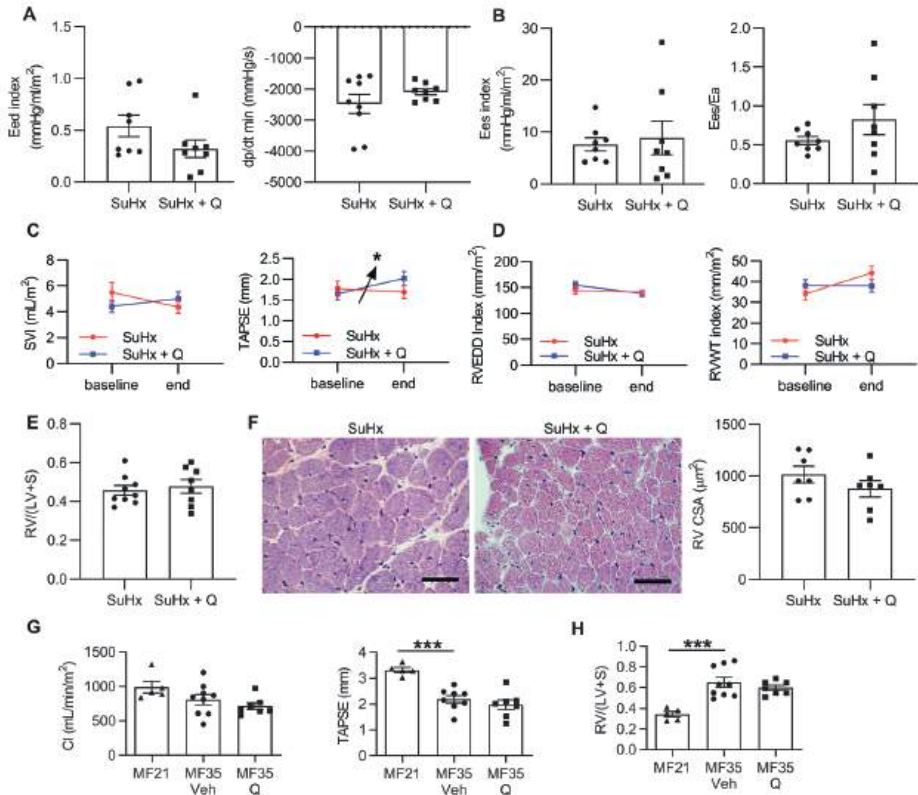 A
Eed index
(mmHg/ml/m²)
1.5
1.0
0.5
0.0
SuHx
SuHx + Q
dp/dt min (mmHg/s)
0
-1000
-2000
-3000
-4000
-5000
SuHx
SuHx + Q
B
Ees index
(mmHg/ml/m²)
30
20
10
0
SuHx
SuHx + Q
Ees/Ea
2.0
1.5
1.0
0.5
0.0
SuHx
SuHx + Q
C
SVI (mL/m²)
8
6
4
2
0
SuHx
SuHx + Q
baseline
end
TAPSE (mm)
2.5
2.0
1.5
1.0
0.5
0.0
*
SuHx
SuHx + Q
baseline
end
D
RVEDD Index (mm/m²)
200
150
100
50
0
SuHx
SuHx + Q
baseline
end
RVWT index (mm/m²)
50
40
30
20
10
0
SuHx
SuHx + Q
baseline
end
E
RV/(LV+S)
0.8
0.6
0.4
0.2
0.0
SuHx
SuHx + Q
F
SuHx
SuHx + Q
RV CSA (µm²)
1500
1000
500
0
SuHx
SuHx + Q
G
CI (mL/min/m²)
1500
1000
500
0
MF21
MF35
Veh
MF35
Q
TAPSE (mm)
5
4
3
2
1
0
***
MF21
MF35
Veh
MF35
Q
H
RV/(LV+S)
1.0
0.8
0.6
0.4
0.2
0.0
***
MF21
MF35
Veh
MF35
Q